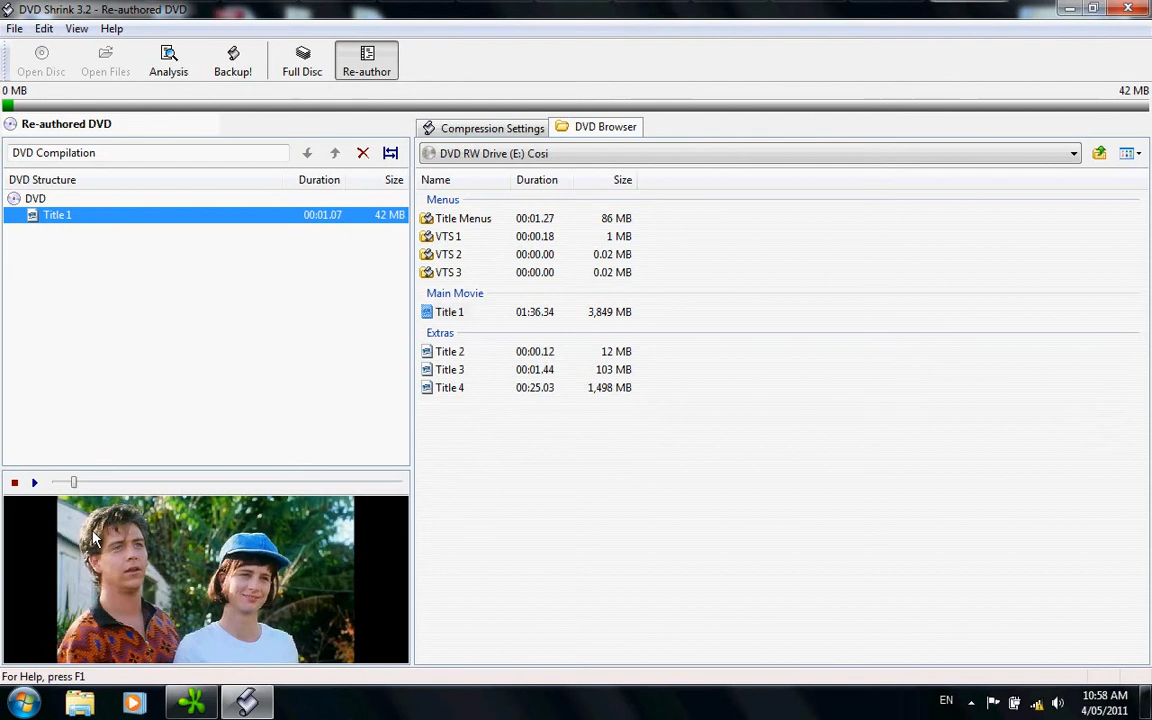 DVD Shrink 3.2 - Re-authored DVD
File Edit View Help
Open Disc Open Files Analysis Backup! Full Disc Re-author
0 MB 42 MB
Re-authored DVD
Compression Settings DVD Browser
DVD Compilation
DVD RW Drive (E:) Cosi
DVD Structure Duration Size
Name Duration Size
DVD
Title 1 00:01.07 42 MB
Menus
Title Menus 00:01.27 86 MB
VTS 1 00:00.18 1 MB
VTS 2 00:00.00 0.02 MB
VTS 3 00:00.00 0.02 MB
Main Movie
Title 1 01:36.34 3,849 MB
Extras
Title 2 00:00.12 12 MB
Title 3 00:01.44 103 MB
Title 4 00:25.03 1,498 MB
For Help, press F1
EN
10:58 AM
4/05/2011